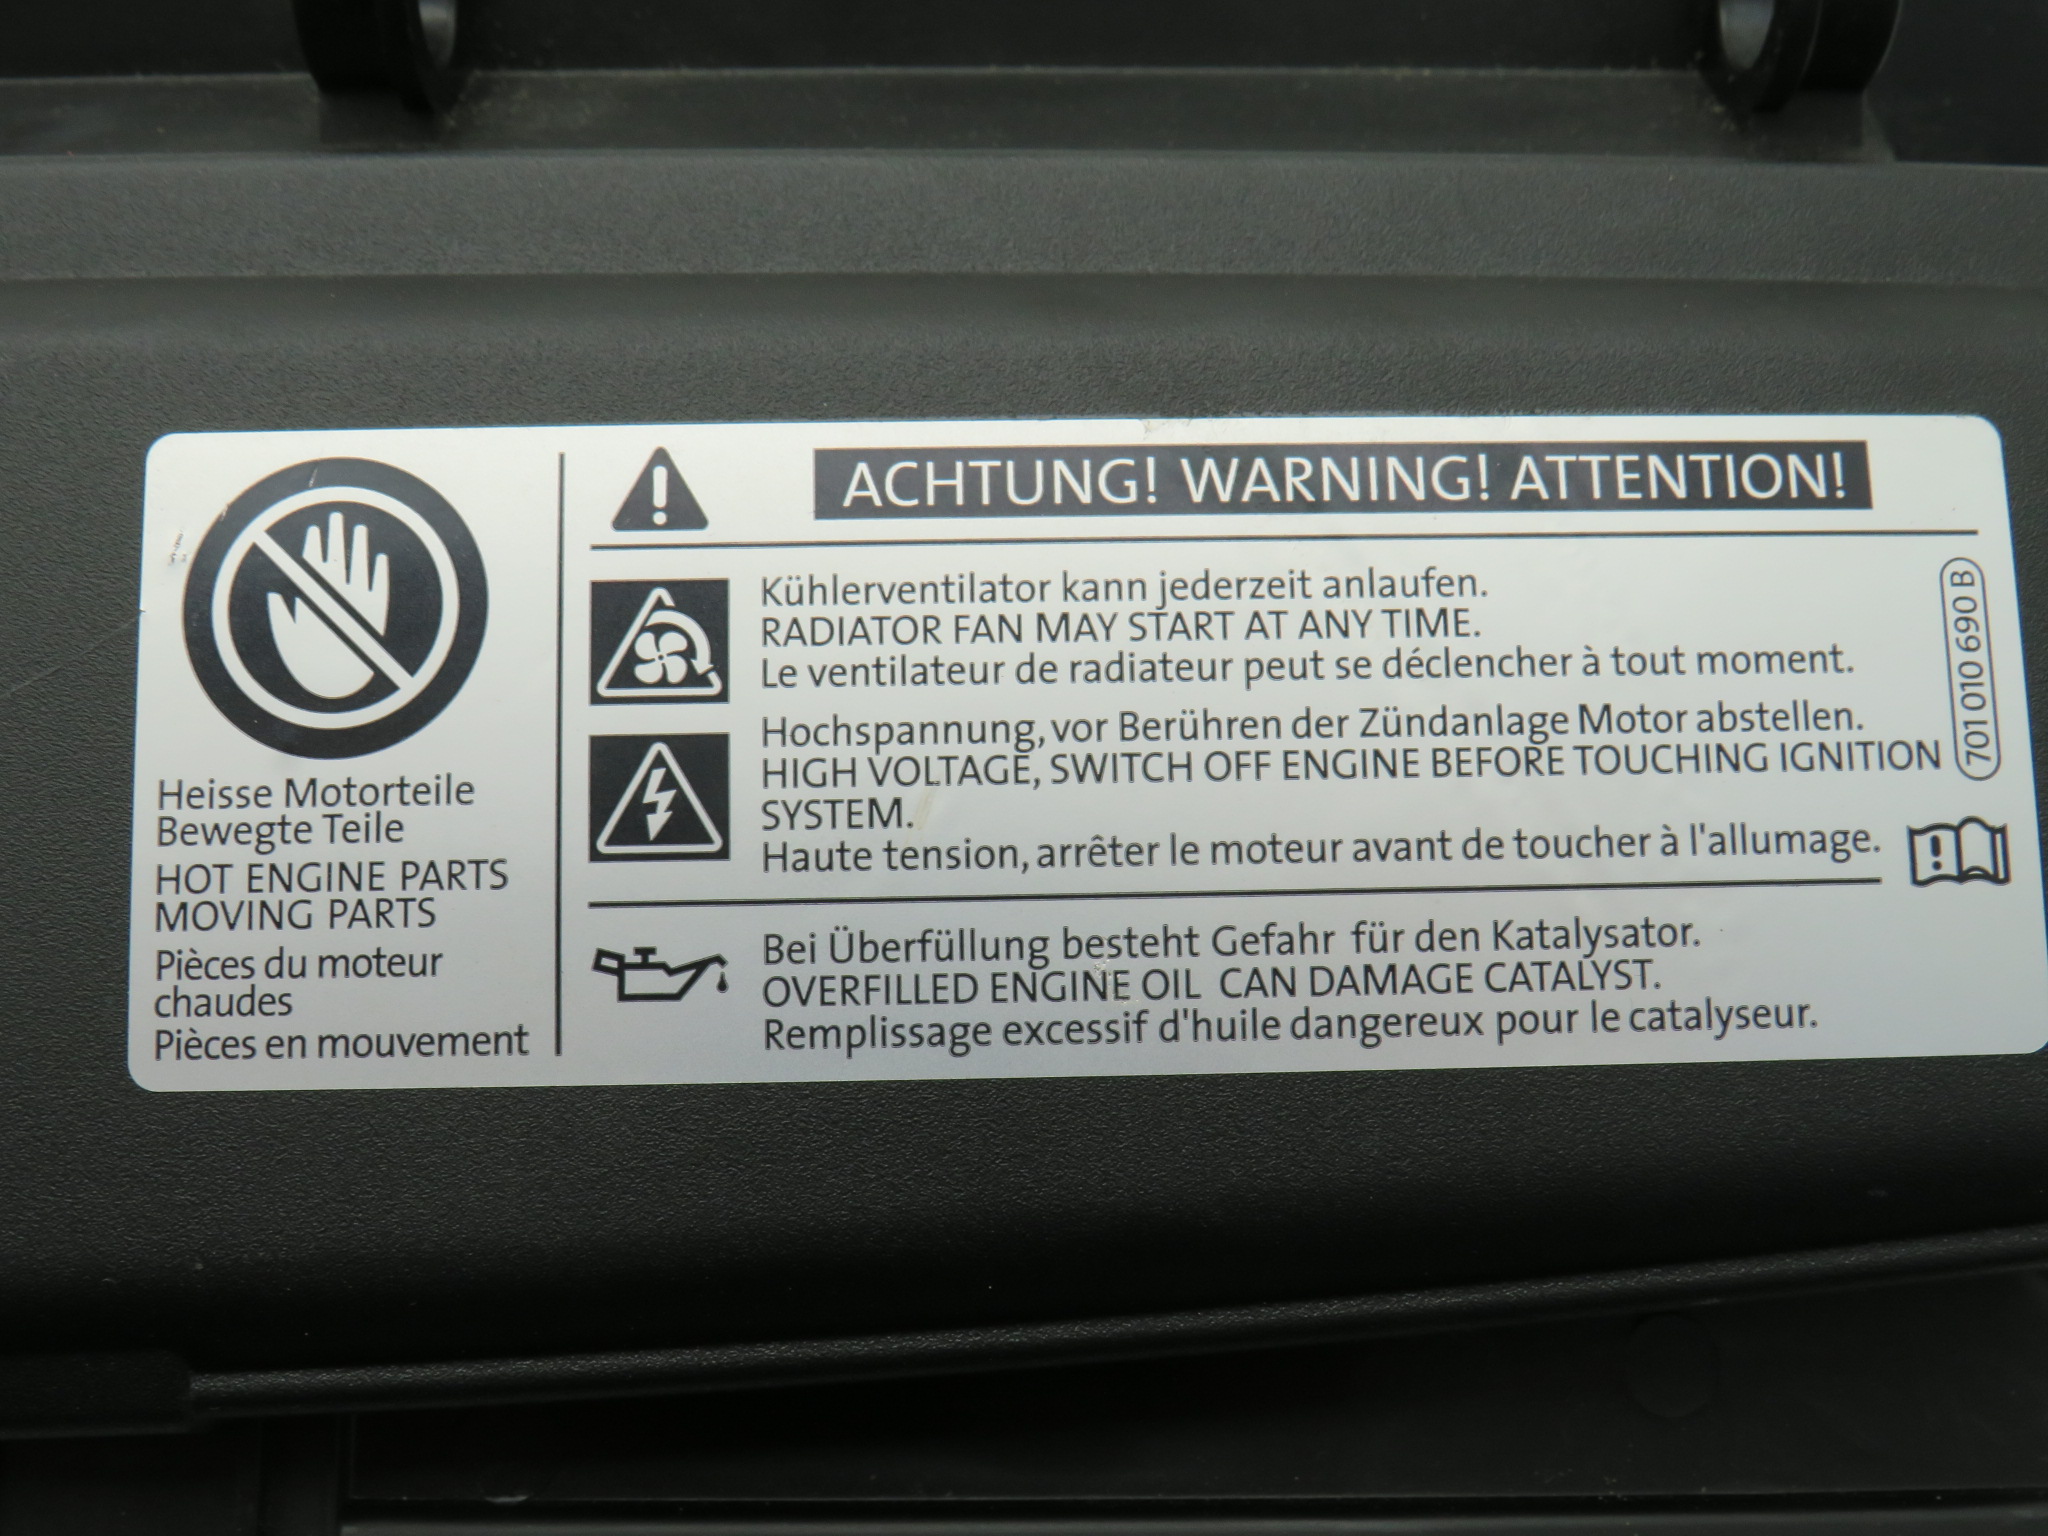 ACHTUNG! WARNING! ATTENTION!
Heisse Motorteile
Bewegte Teile
HOT ENGINE PARTS
MOVING PARTS
Pièces du moteur
chaudes
Pièces en mouvement
Kühlerventilator kann jederzeit anlaufen.
RADIATOR FAN MAY START AT ANY TIME.
Le ventilateur de radiateur peut se déclencher à tout moment.
Hochspannung, vor Berühren der Zündanlage Motor abstellen.
HIGH VOLTAGE, SWITCH OFF ENGINE BEFORE TOUCHING IGNITION
SYSTEM.
Haute tension, arrêter le moteur avant de toucher à l'allumage.
Bei Überfüllung besteht Gefahr für den Katalysator.
OVERFILLED ENGINE OIL CAN DAMAGE CATALYST.
Remplissage excessif d'huile dangereux pour le catalyseur.
701 010 690 B